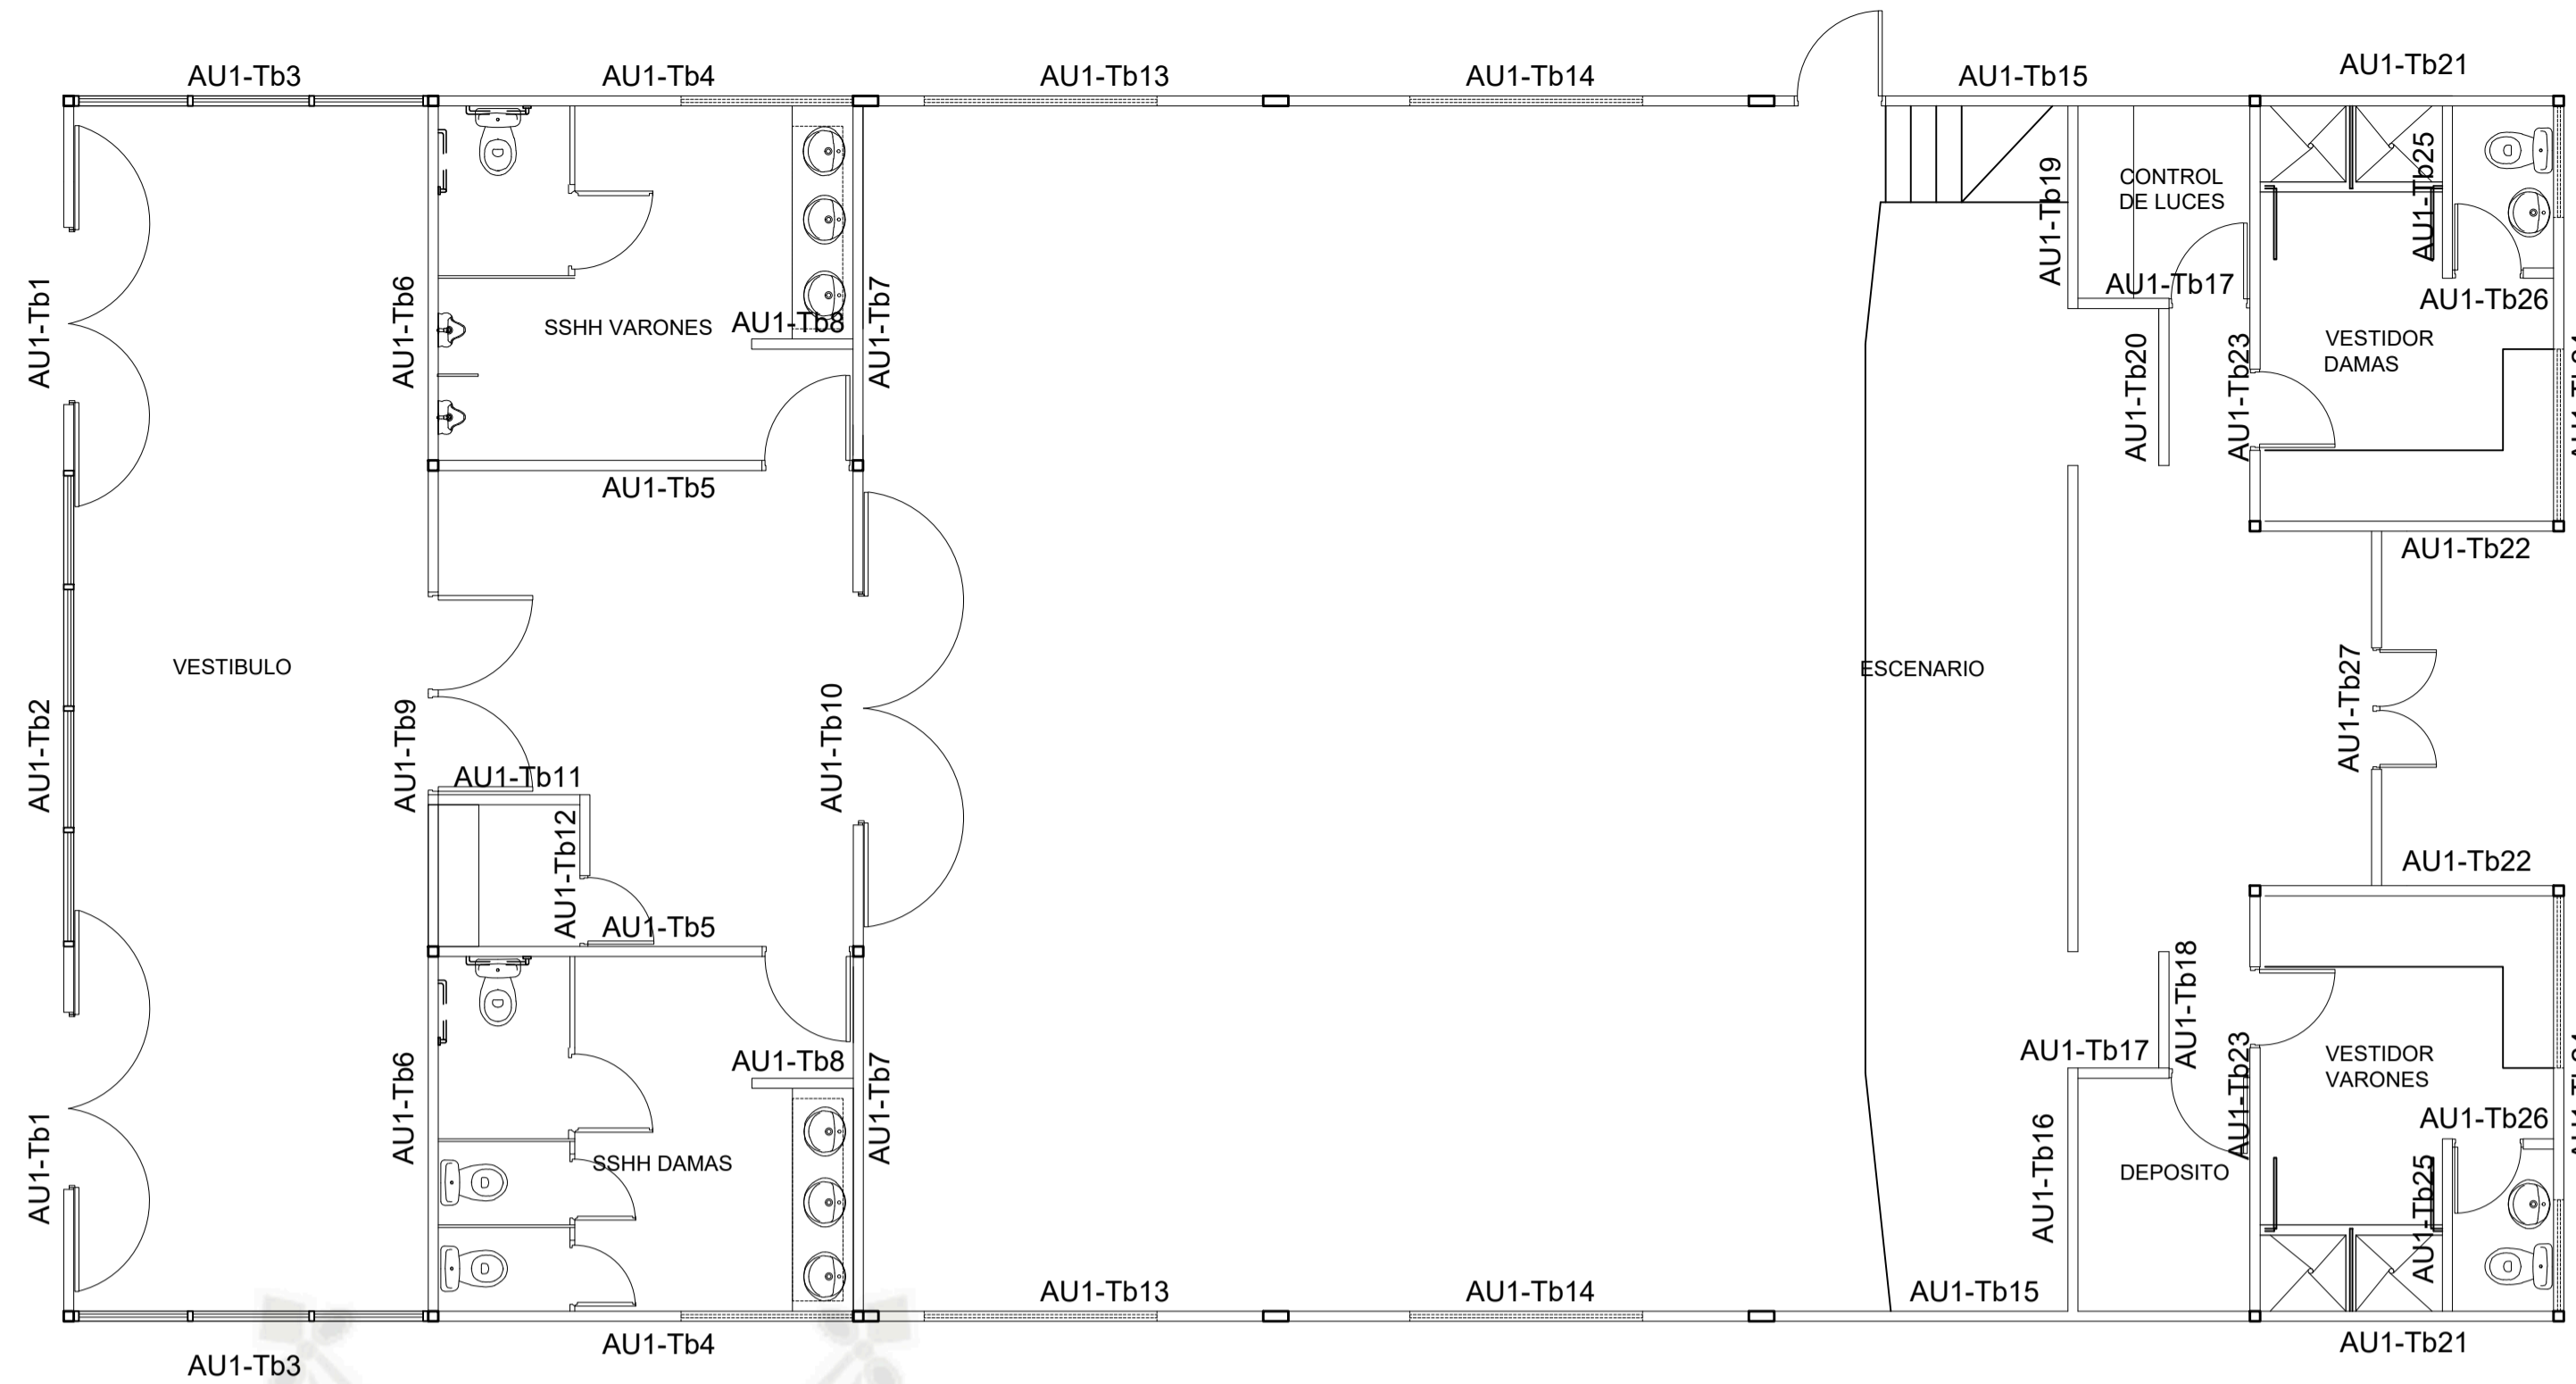 AU1-Tb3
AU1-Tb4
AU1-Tb13
AU1-Tb14
AU1-Tb15
AU1-Tb21
AU1-Tb1
AU1-Tb6
SSHH VARONES
AU1-Tb8
AU1-Tb7
AU1-Tb5
AU1-Tb19
CONTROL
DE LUCES
AU1-Tb17
AU1-Tb20
AU1-Tb23
AU1-Tb25
AU1-Tb26
VESTIDOR
DAMAS
AU1-Tb22
VESTIBULO
AU1-Tb2
AU1-Tb9
AU1-Tb11
AU1-Tb12
AU1-Tb10
ESCENARIO
AU1-Tb27
AU1-Tb22
AU1-Tb5
AU1-Tb1
AU1-Tb6
SSHH DAMAS
AU1-Tb8
AU1-Tb7
AU1-Tb18
AU1-Tb17
AU1-Tb16
DEPOSITO
AU1-Tb23
VESTIDOR
VARONES
AU1-Tb26
AU1-Tb25
AU1-Tb3
AU1-Tb4
AU1-Tb13
AU1-Tb14
AU1-Tb15
AU1-Tb21